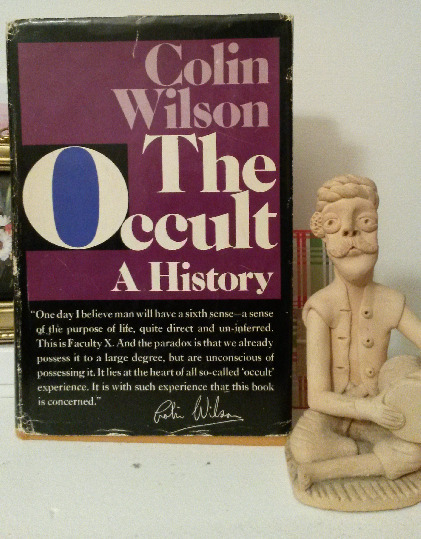 Colin
Wilson
The
Occult
A History
"One day I believe man will have a sixth sense—a sense
of the purpose of life, quite direct and un-inferred.
This is Faculty X. And the paradox is that we already
possess it to a large degree, but are unconscious of
possessing it. It lies at the heart of all so-called 'occult'
experience. It is with such experience that this book
is concerned."
Colin Wilson